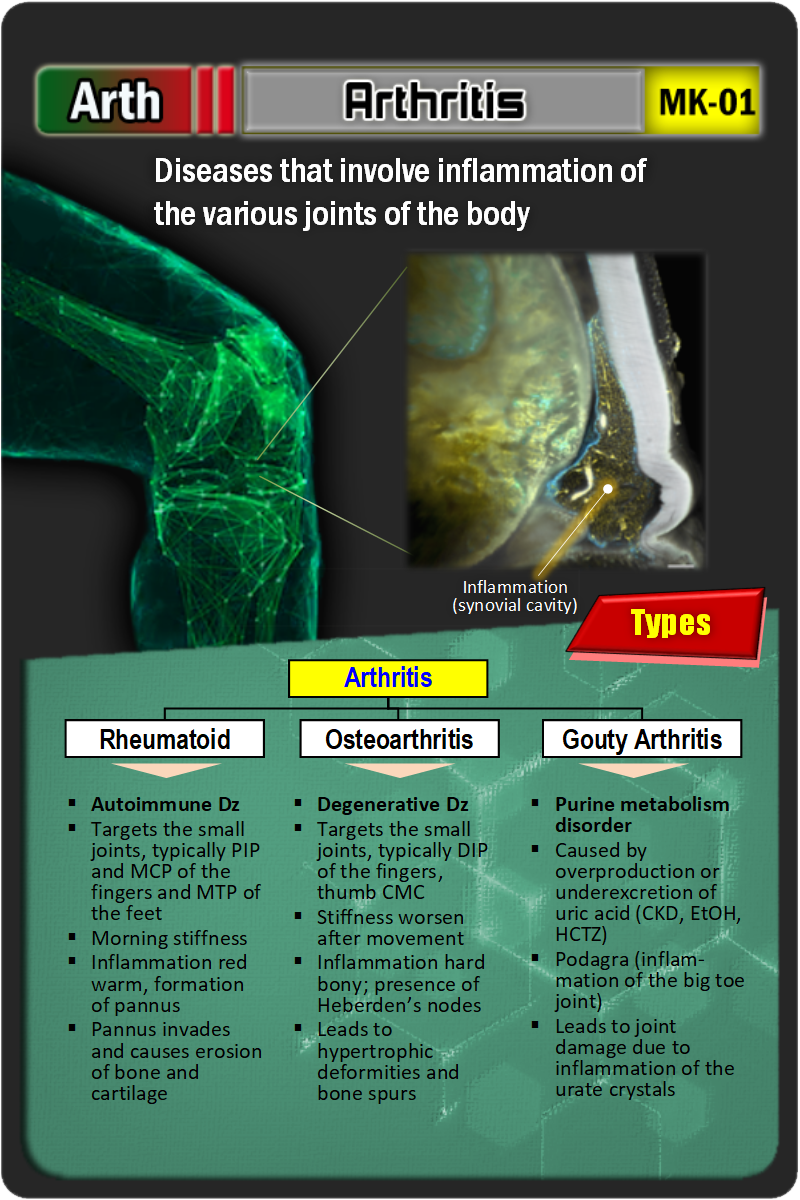 Arth
Arthritis
MK-01
Diseases that involve inflammation of
the various joints of the body
Inflammation
(synovial cavity)
Types
Arthritis
Rheumatoid
▪ Autoimmune Dz
▪ Targets the small
joints, typically PIP
and MCP of the
fingers and MTP of
the feet
▪ Morning stiffness
▪ Inflammation red
warm, formation
of pannus
▪ Pannus invades
and causes erosion
of bone and
cartilage
Osteoarthritis
▪ Degenerative Dz
▪ Targets the small
joints, typically DIP
of the fingers,
thumb CMC
▪ Stiffness worsen
after movement
▪ Inflammation hard
bony; presence of
Heberden’s nodes
▪ Leads to
hypertrophic
deformities and
bone spurs
Gouty Arthritis
▪ Purine metabolism
disorder
▪ Caused by
overproduction or
underexcretion of
uric acid (CKD, EtOH,
HCTZ)
▪ Podagra (inflam-
mation of the big toe
joint)
▪ Leads to joint
damage due to
inflammation of the
urate crystals